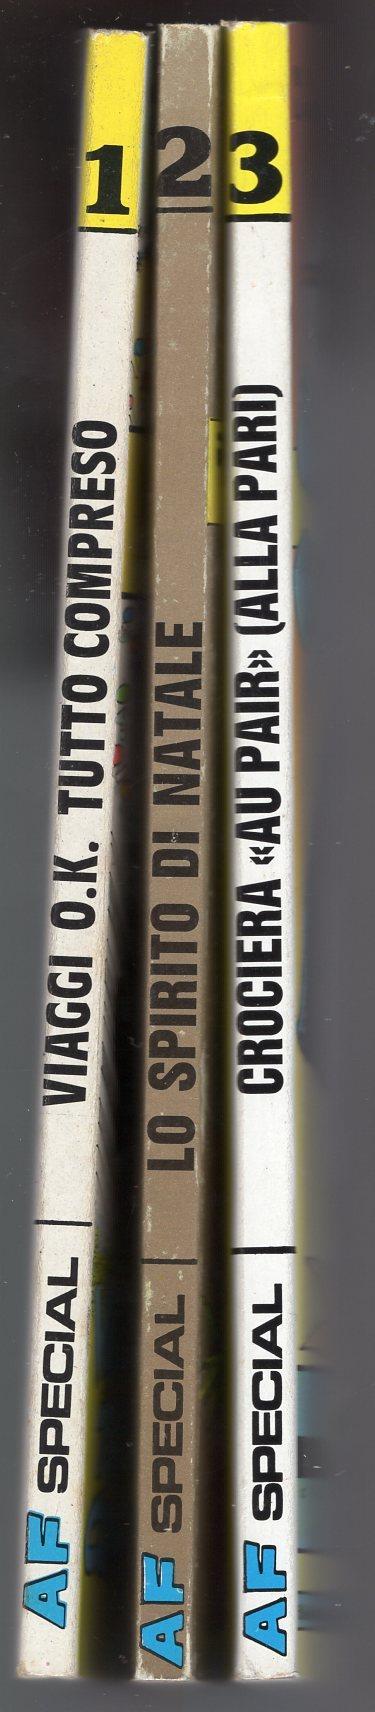 1
VIAGGI O.K. TUTTO COMPRESO
AF SPECIAL
2
LO SPIRITO DI NATALE
AF SPECIAL
3
CROCIERA «AU PAIR» (ALLA PARI)
AF SPECIAL